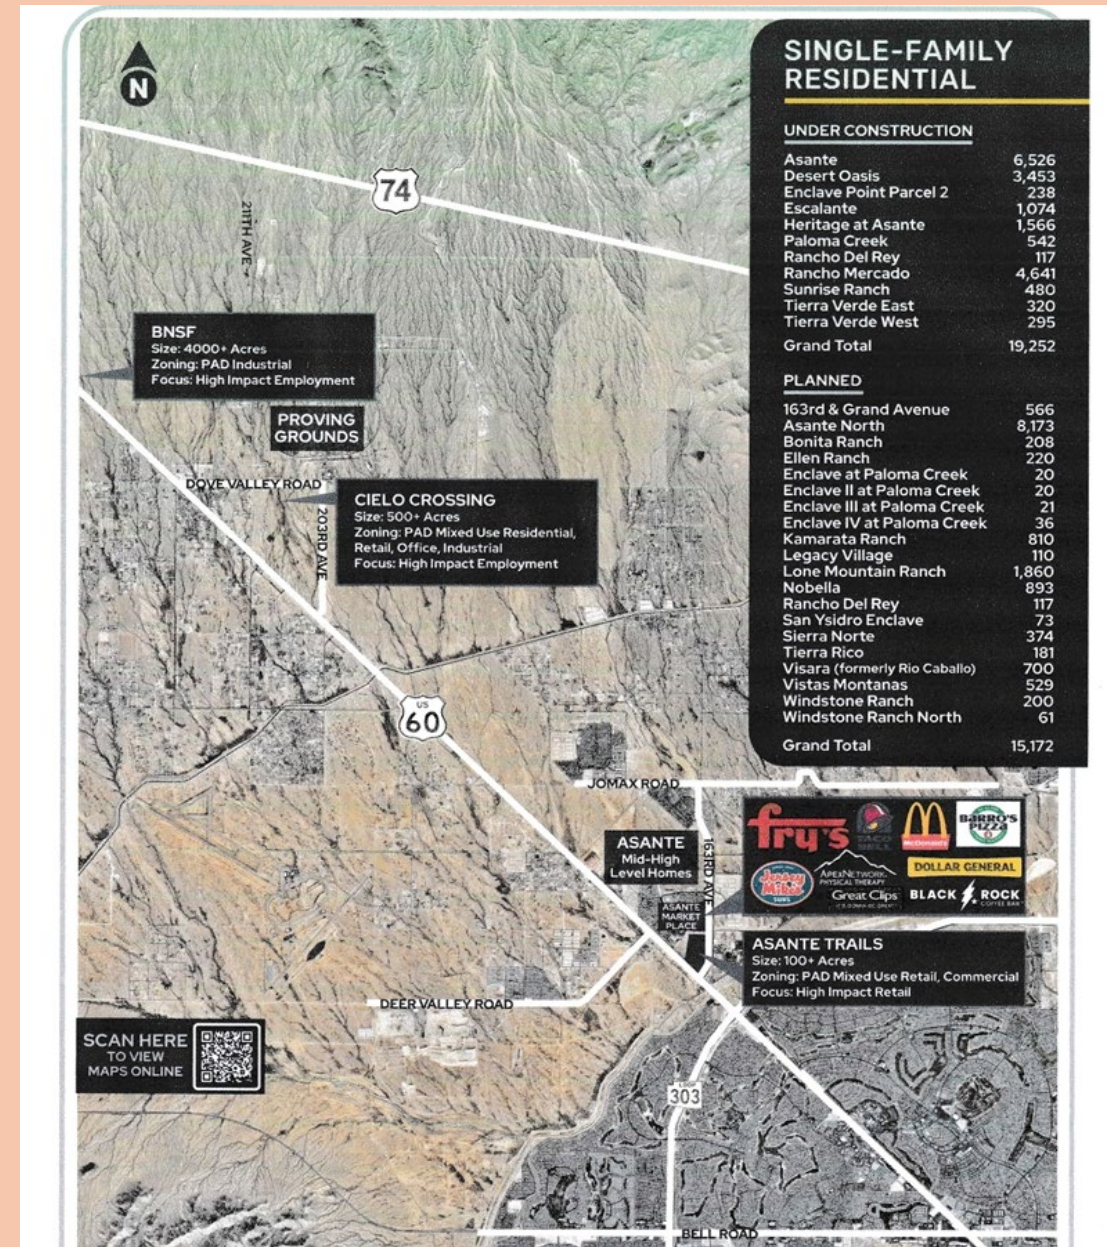 N
SINGLE-FAMILY
RESIDENTIAL
UNDER CONSTRUCTION
Asante 6,526
Desert Oasis 3,453
Enclave Point Parcel 2 238
Escalante 1,074
Heritage at Asante 1,566
Paloma Creek 542
Rancho Del Rey 117
Rancho Mercado 4,641
Sunrise Ranch 480
Tierra Verde East 320
Tierra Verde West 295
Grand Total 19,252
PLANNED
163rd & Grand Avenue 566
Asante North 8,173
Bonita Ranch 208
Ellen Ranch 220
Enclave at Paloma Creek 20
Enclave II at Paloma Creek 20
Enclave III at Paloma Creek 21
Enclave IV at Paloma Creek 36
Kamarata Ranch 810
Legacy Village 110
Lone Mountain Ranch 1,860
Nobella 893
Rancho Del Rey 117
San Ysidro Enclave 73
Sierra Norte 374
Tierra Rico 181
Visara (formerly Rio Caballo) 700
Vistas Montanas 529
Windstone Ranch 200
Windstone Ranch North 61
Grand Total 15,172
74
211TH AVE
BNSF
Size: 4000+ Acres
Zoning: PAD Industrial
Focus: High Impact Employment
PROVING
GROUNDS
DOVE VALLEY ROAD
203RD AVE
CIELO CROSSING
Size: 500+ Acres
Zoning: PAD Mixed Use Residential,
Retail, Office, Industrial
Focus: High Impact Employment
US
60
JOMAX ROAD
ASANTE
Mid-High
Level Homes
163RD AVE
ASANTE
MARKET
PLACE
fry's
TACO
BELL
McDonald's
BARRO'S
PIZZA
Jersey
Mike's
SUBS
APEXNETWORK
PHYSICAL THERAPY
Great Clips
DOLLAR GENERAL
BLACK ROCK
COFFEE BAR
ASANTE TRAILS
Size: 100+ Acres
Zoning: PAD Mixed Use Retail, Commercial
Focus: High Impact Retail
DEER VALLEY ROAD
SCAN HERE
TO VIEW
MAPS ONLINE
303
BELL ROAD